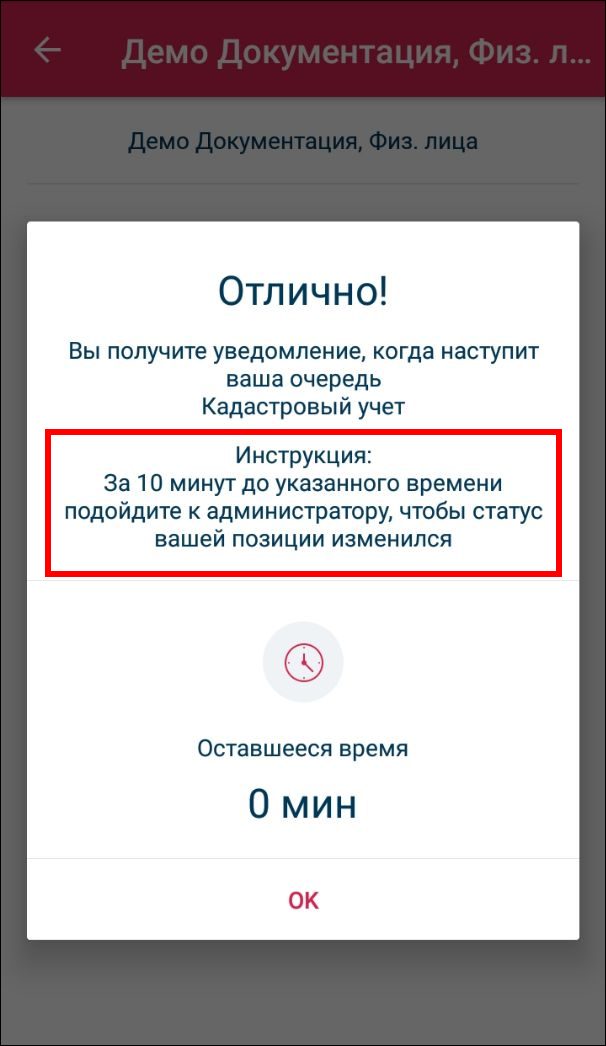 Демо Документация, Физ. л...
Демо Документация, Физ. лица
Отлично!
Вы получите уведомление, когда наступит
ваша очередь
Кадастровый учет
Инструкция:
За 10 минут до указанного времени
подойдите к администратору, чтобы статус
вашей позиции изменился
Оставшееся время
0 мин
OK